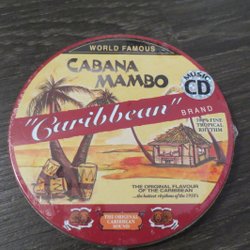 WORLD FAMOUS
CABANA
MAMBO
MUSIC
CD
"Caribbean"
BRAND
100% FINE
TROPICAL
RHYTHM
THE ORIGINAL FLAVOUR
OF THE CARIBBEAN
...the hottest rhythms of the 1950's
THE ORIGINAL
CARIBBEAN
SOUND